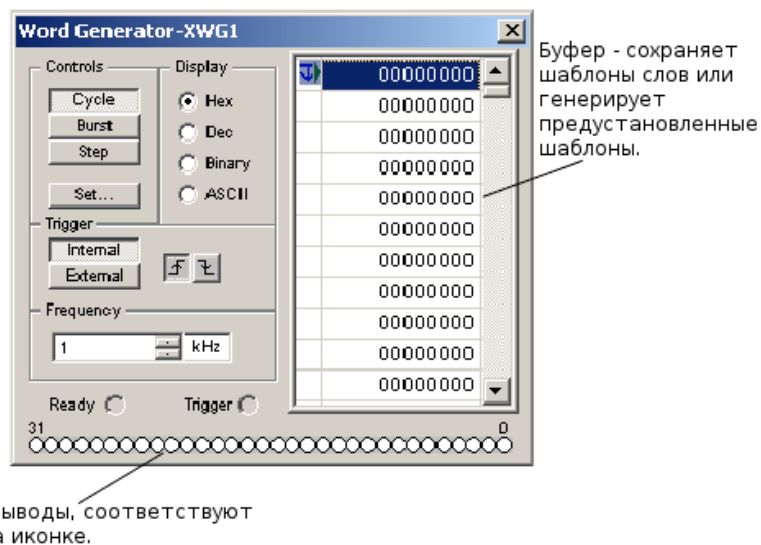 Word Generator-XWG1
Буфер - сохраняет
шаблоны слов или
генерирует
предустановленные
шаблоны.
Controls
Cycle
Burst
Step
Set...
Display
Hex
Dec
Binary
ASCII
Trigger
Internal
External
Frequency
1 kHz
Ready Trigger
00000000
00000000
00000000
00000000
00000000
00000000
00000000
00000000
00000000
00000000
00000000
31 0
ыводы, соответствуют
а иконке.